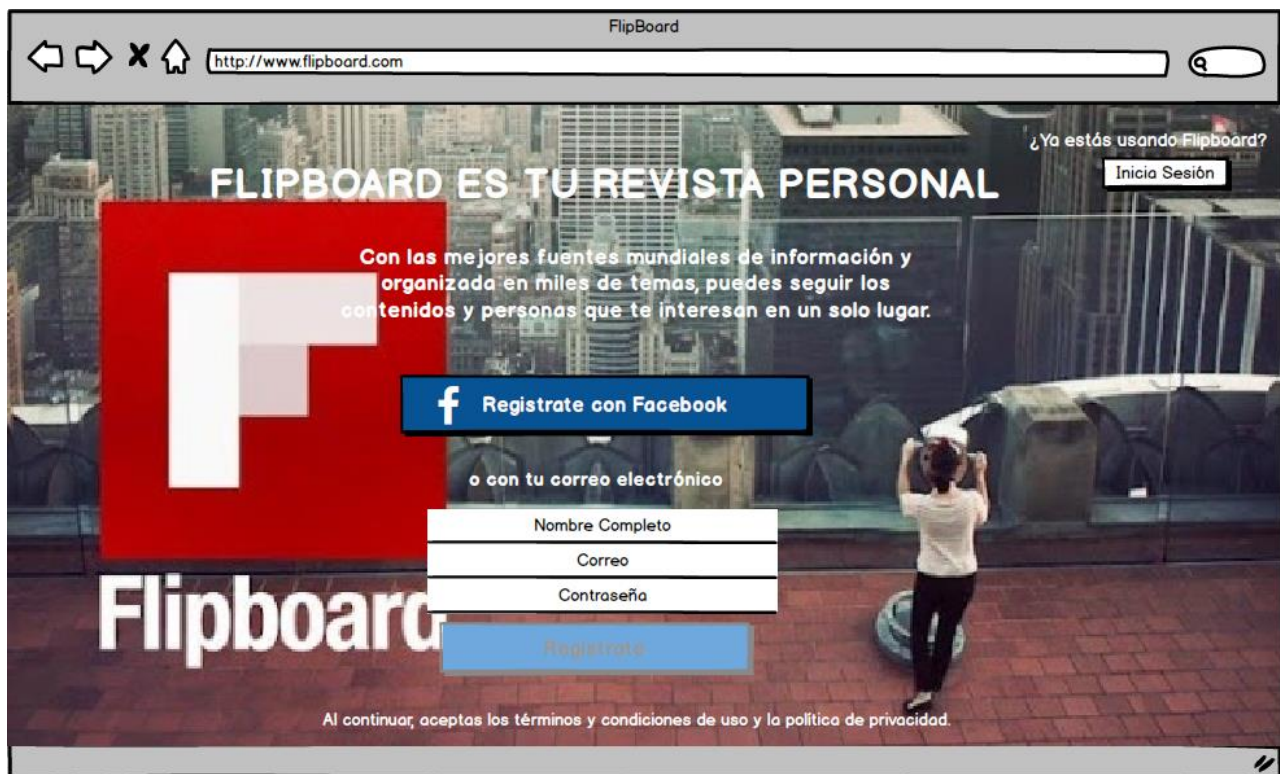 FlipBoard
http://www.flipboard.com
¿Ya estás usando Flipboard?
Inicia Sesión
FLIPBOARD ES TU REVISTA PERSONAL
Con las mejores fuentes mundiales de información y
organizada en miles de temas, puedes seguir los
contenidos y personas que te interesan en un solo lugar.
f Registrate con Facebook
o con tu correo electrónico
Nombre Completo
Correo
Contraseña
Flipboard
Registrate
Al continuar, aceptas los términos y condiciones de uso y la política de privacidad.